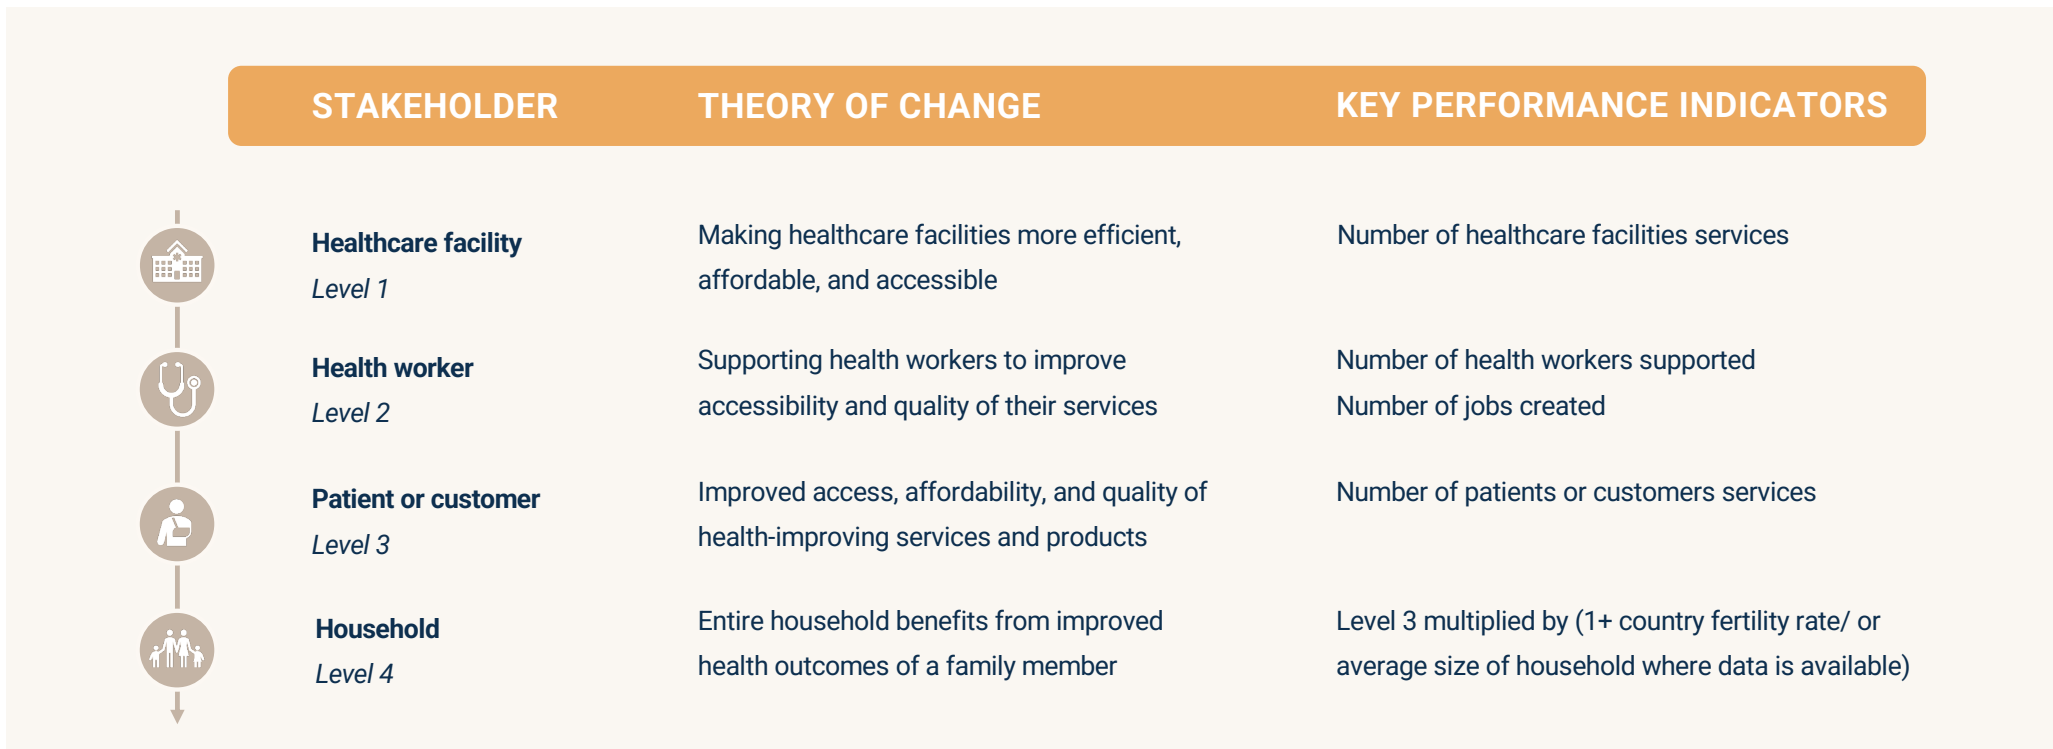 STAKEHOLDER THEORY OF CHANGE KEY PERFORMANCE INDICATORS
Healthcare facility
Level 1
Making healthcare facilities more efficient,
affordable, and accessible
Number of healthcare facilities services
Health worker
Level 2
Supporting health workers to improve
accessibility and quality of their services
Number of health workers supported
Number of jobs created
Patient or customer
Level 3
Improved access, affordability, and quality of
health-improving services and products
Number of patients or customers services
Household
Level 4
Entire household benefits from improved
health outcomes of a family member
Level 3 multiplied by (1+ country fertility rate/ or
average size of household where data is available)